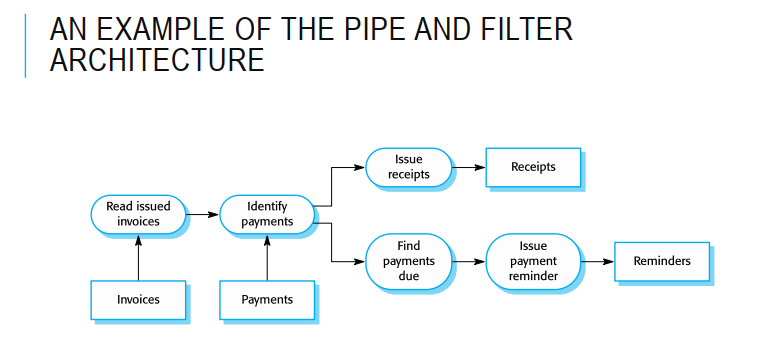 AN EXAMPLE OF THE PIPE AND FILTER
ARCHITECTURE
Issue
receipts
Receipts
Read issued
invoices
Identify
payments
Find
payments
due
Issue
payment
reminder
Reminders
Invoices
Payments